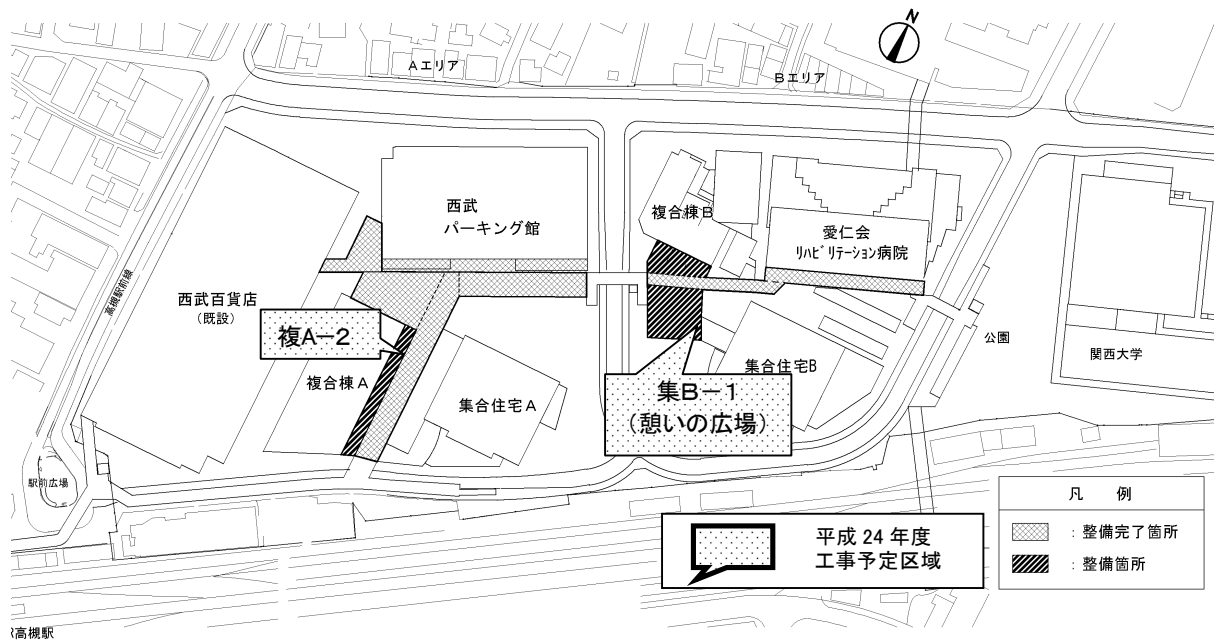 N
Aエリア
Bエリア
西武
パーキング館
複合棟B
愛仁会
リハビリテーション病院
高槻駅前線
西武百貨店
(既設)
複A-2
公園
関西大学
複合棟A
集合住宅A
集合住宅B
集B-1
(憩いの広場)
駅前広場
凡 例
:整備完了箇所
:整備箇所
平成24年度
工事予定区域
高槻駅